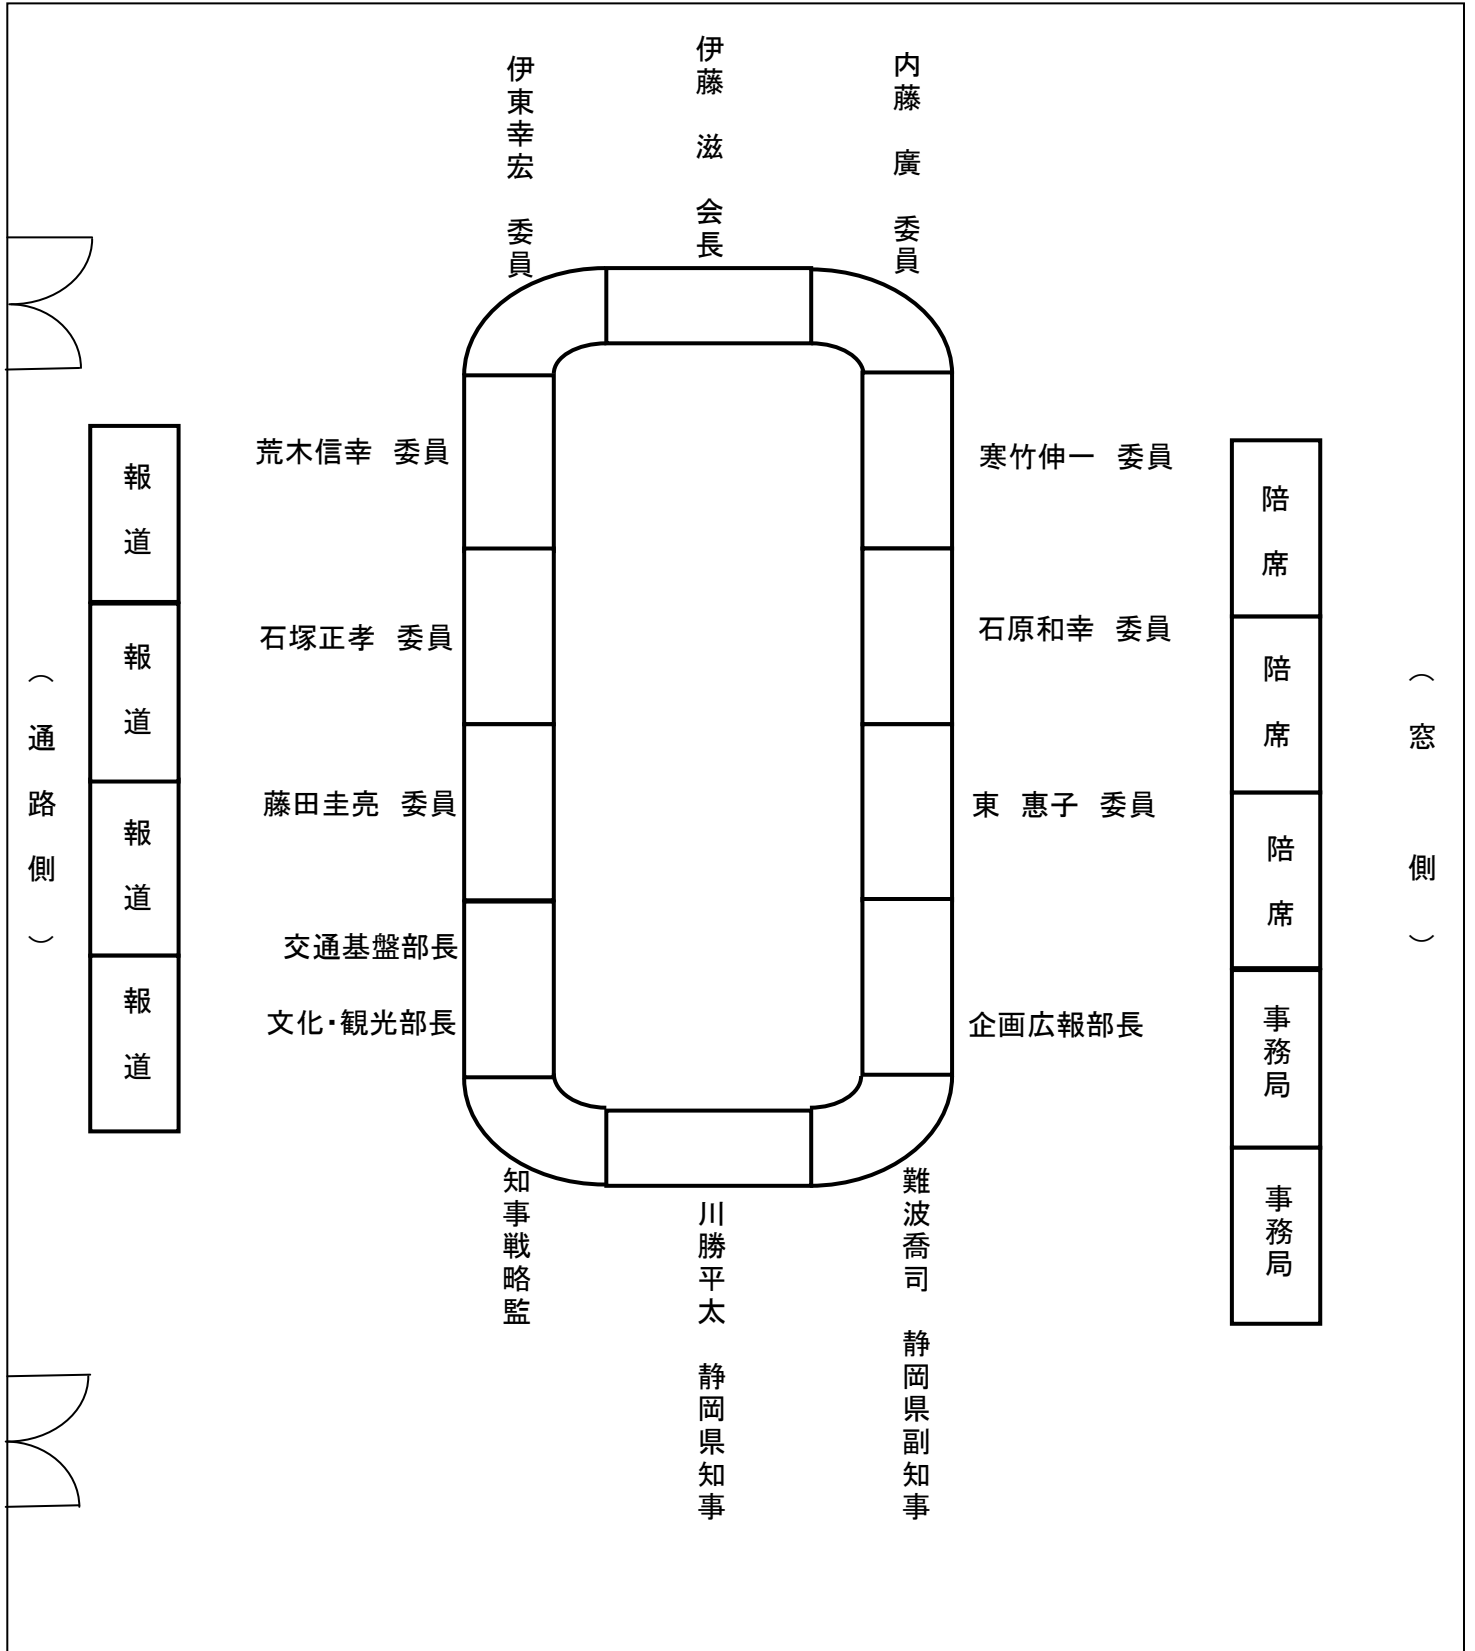 伊東幸宏　委員
伊藤　滋　会長
内藤　廣　委員
荒木信幸　委員
寒竹伸一　委員
石塚正孝　委員
石原和幸　委員
藤田圭亮　委員
東　惠子　委員
交通基盤部長
文化・観光部長
企画広報部長
知事戦略監
川勝平太　静岡県知事
難波喬司　静岡県副知事
報道
報道
報道
報道
陪席
陪席
陪席
事務局
事務局
（通路側）
（窓　側）